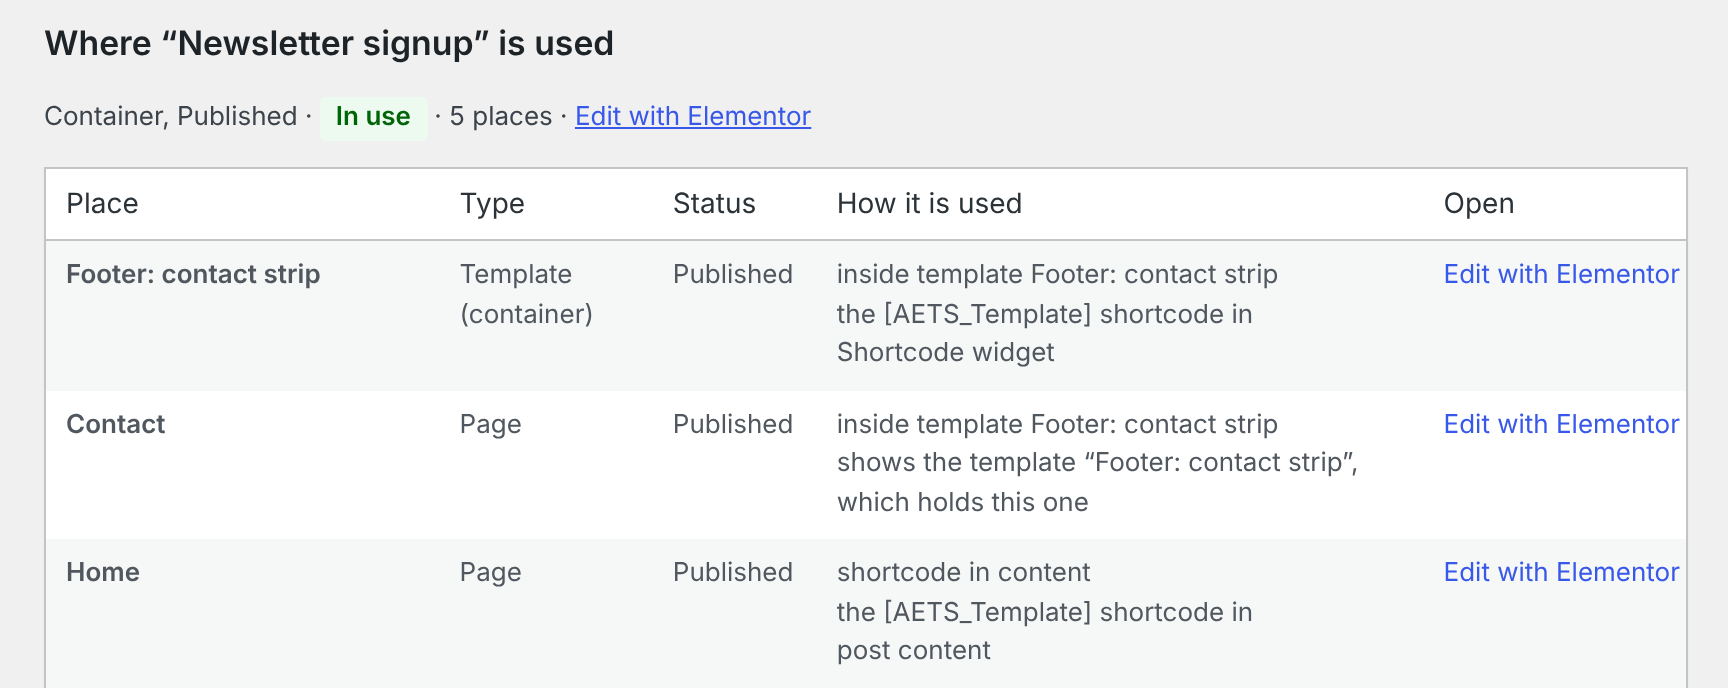 Where “Newsletter signup” is used
Container, Published · In use · 5 places · Edit with Elementor
Place Type Status How it is used Open
Footer: contact strip Template Published inside template Footer: contact strip Edit with Elementor
(container) the [AETS_Template] shortcode in
Shortcode widget
Contact Page Published inside template Footer: contact strip Edit with Elementor
shows the template “Footer: contact strip”,
which holds this one
Home Page Published shortcode in content Edit with Elementor
the [AETS_Template] shortcode in
post content